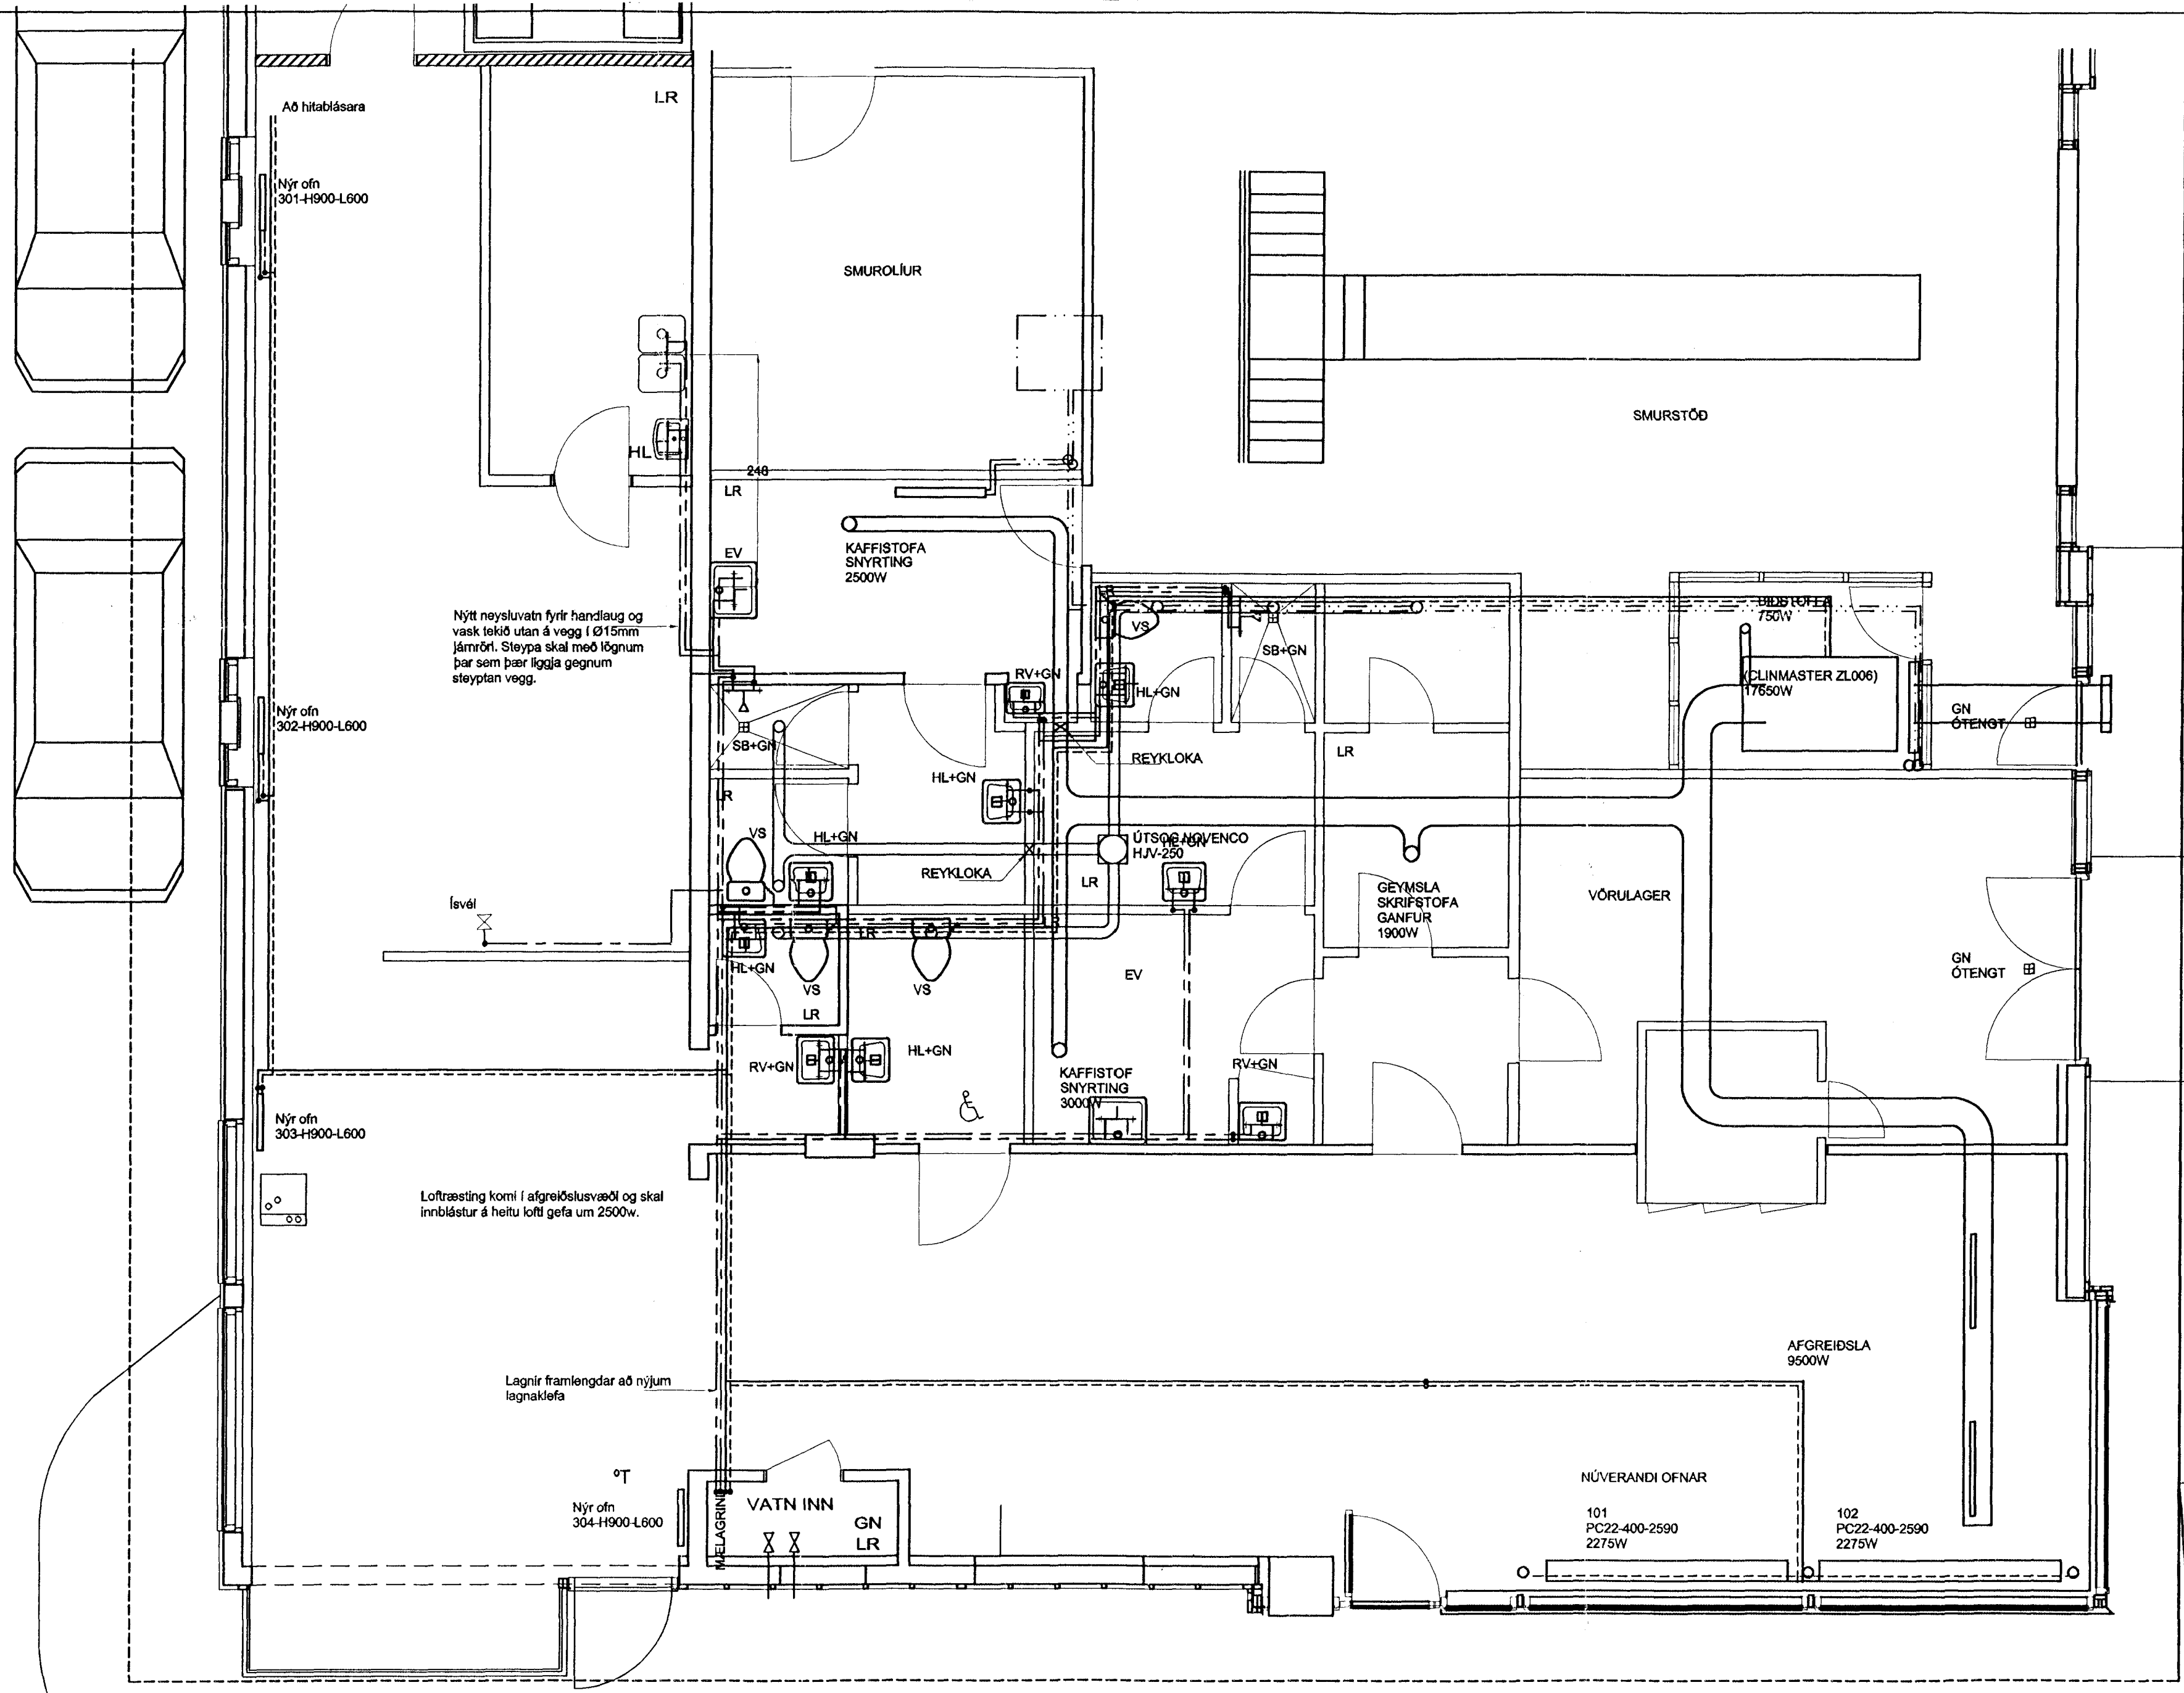 Að hitablásara
LR
Nýr ofn
301-H900-L600
SMUROLÍUR
SMURSTÖÐ
HL
248
LR
EV
KAFFISTOFA
SNYRTING
2500W
Nýtt neysluvatn fyrir handlaug og
vask tekið utan á vegg í Ø15mm
járnröri. Steypa skal með lögnum
þar sem þær liggja gegnum
steyptan vegg.
VS
SB+GN
BIÐSTOFA
750W
RV+GN
HL+GN
(CLINMASTER ZL006)
17650W
GN
ÓTENGT
Nýr ofn
302-H900-L600
SB+GN
REYKLOKA
LR
HL+GN
LR
VS
HL+GN
ÚTSOG NOVENCO
HJV-250
HL+GN
REYKLOKA
LR
GEYMSLA
SKRIFSTOFA
GANFUR
1900W
VÖRULAGER
Ísvél
LR
HL+GN
VS
VS
EV
GN
ÓTENGT
LR
HL+GN
RV+GN
KAFFISTOF
SNYRTING
3000W
RV+GN
Nýr ofn
303-H900-L600
Loftræsting komi í afgreiðslusvæði og skal
innblástur á heitu lofti gefa um 2500w.
AFGREIÐSLA
9500W
Lagnir framlengdar að nýjum
lagnaklefa
°T
Nýr ofn
304-H900-L600
MÆLAGRIND
VATN INN
GN
LR
NÚVERANDI OFNAR
101
PC22-400-2590
2275W
102
PC22-400-2590
2275W